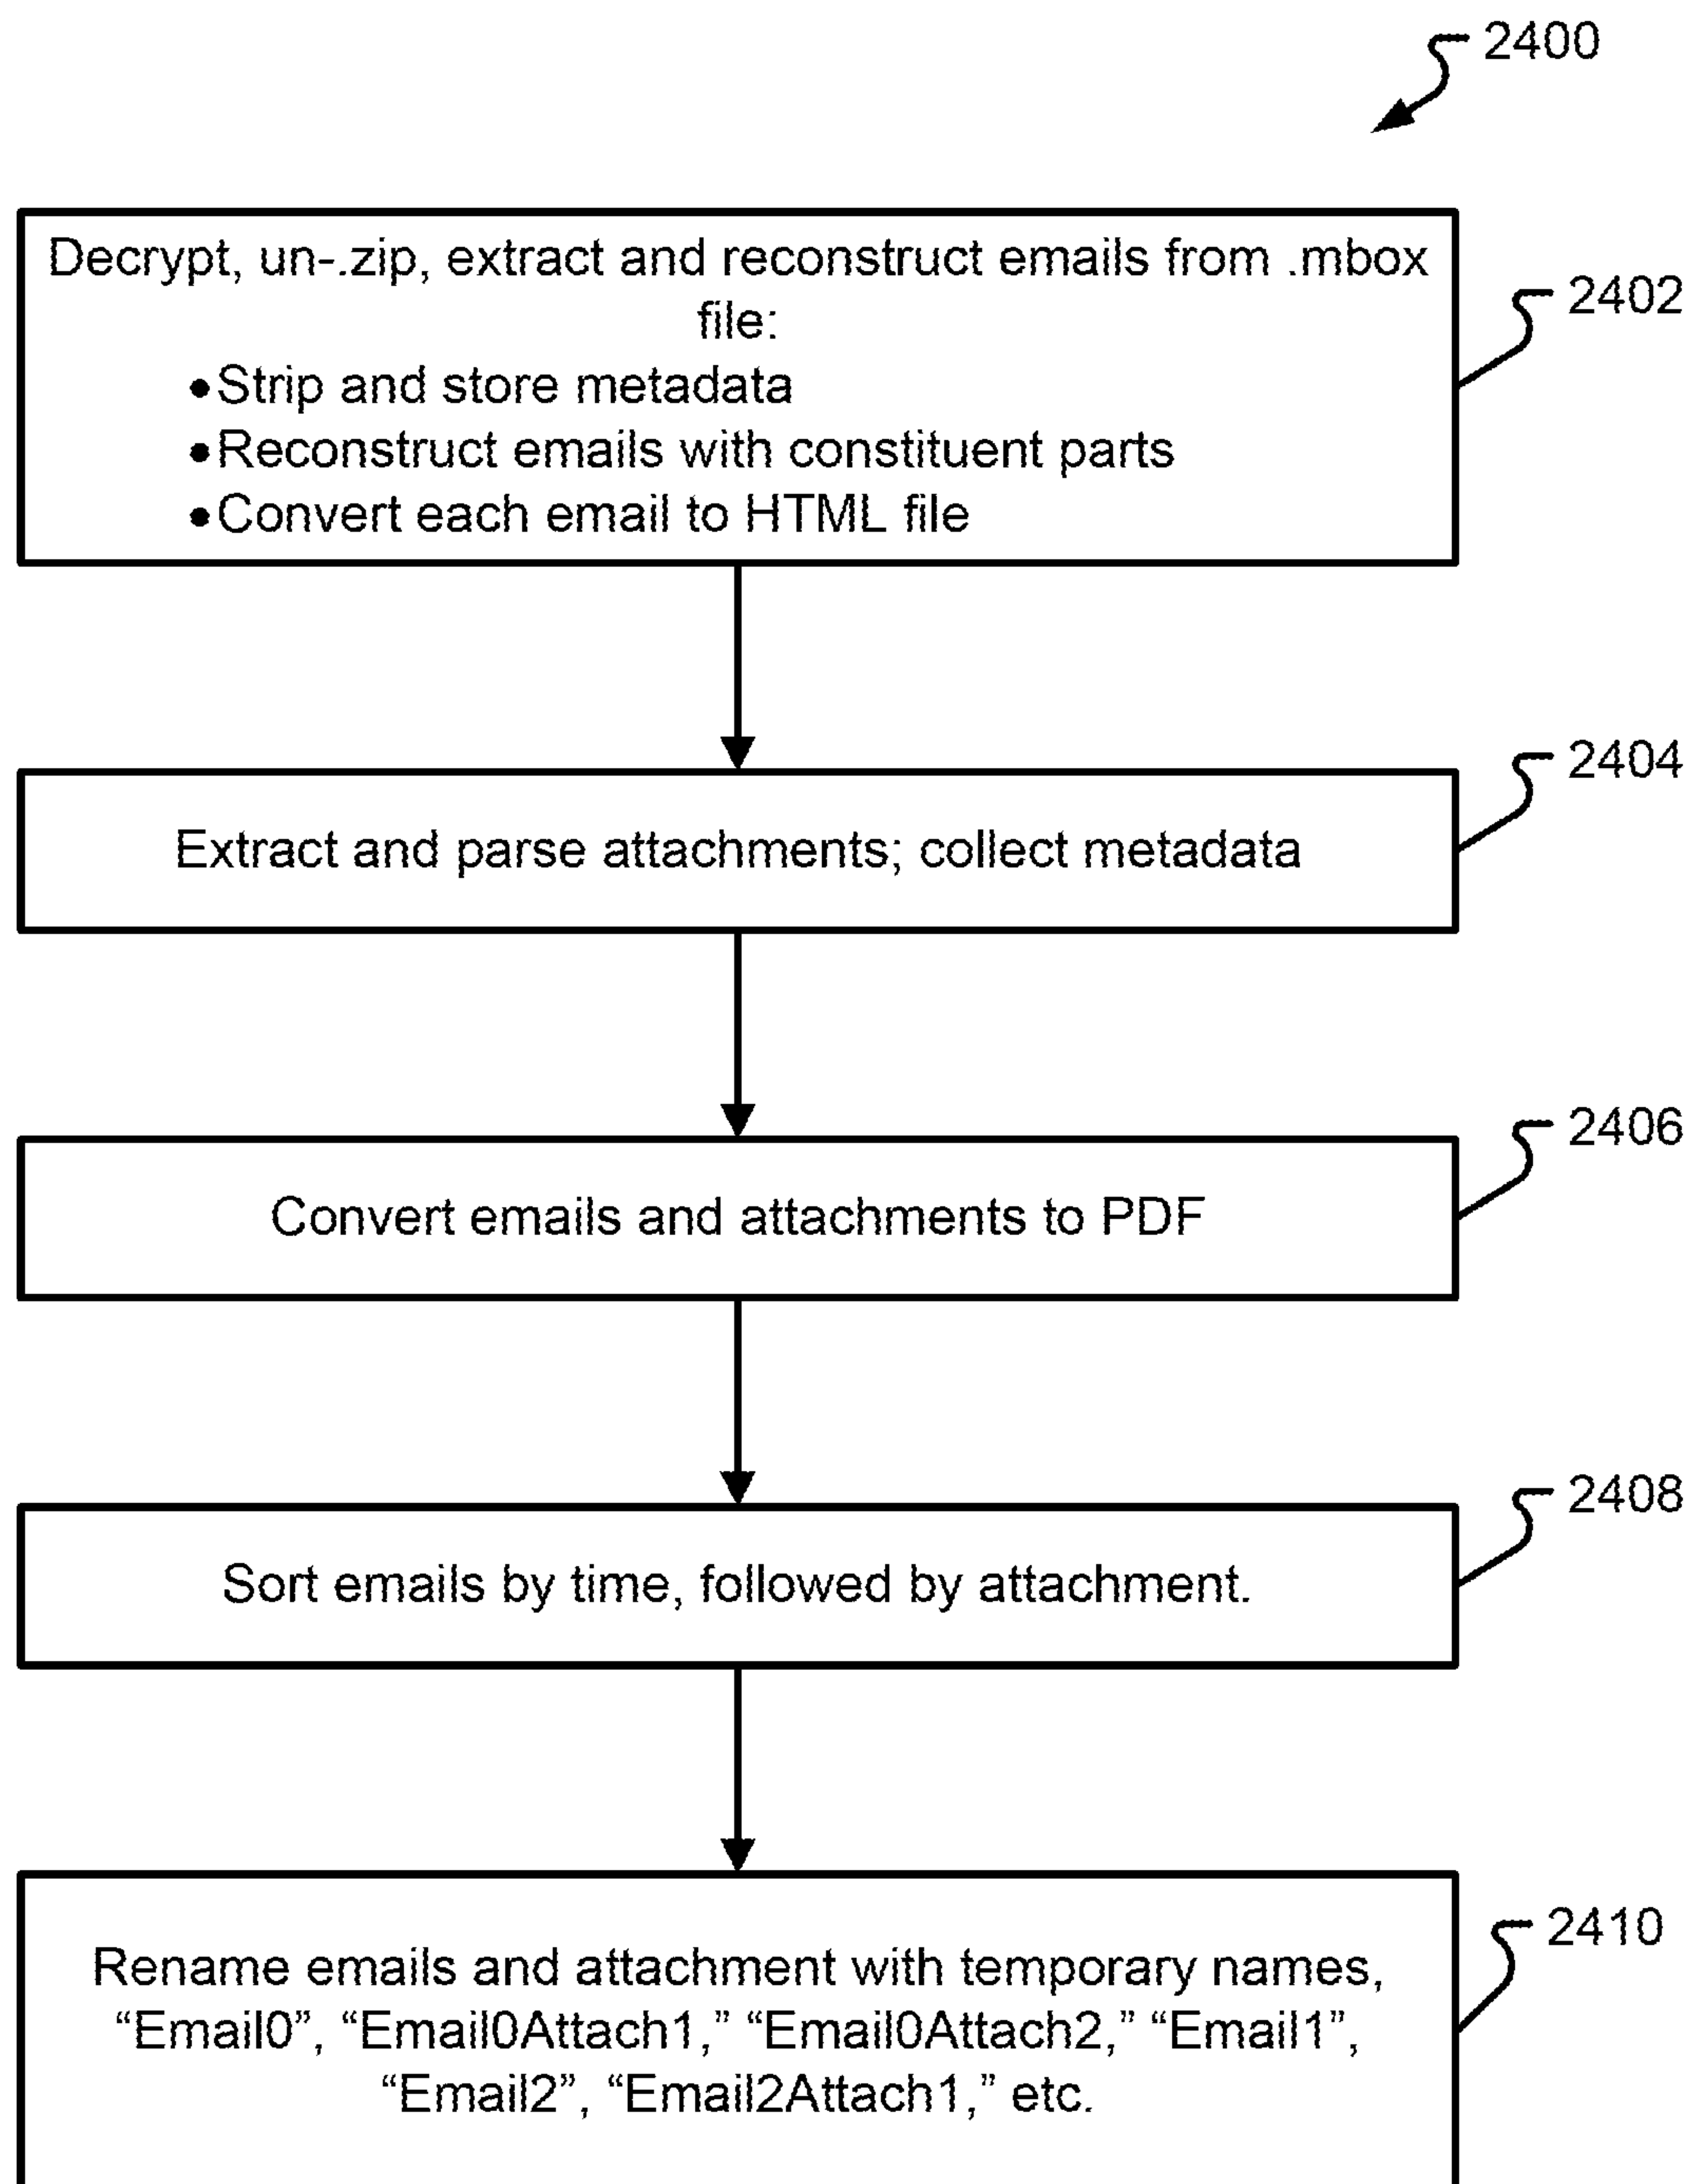 2400
Decrypt, un-.zip, extract and reconstruct emails from .mbox
file:
•Strip and store metadata
•Reconstruct emails with constituent parts
•Convert each email to HTML file
2402
Extract and parse attachments; collect metadata
2404
Convert emails and attachments to PDF
2406
Sort emails by time, followed by attachment.
2408
Rename emails and attachment with temporary names,
“Email0”, “Email0Attach1,” “Email0Attach2,” “Email1”,
“Email2”, “Email2Attach1,” etc.
2410